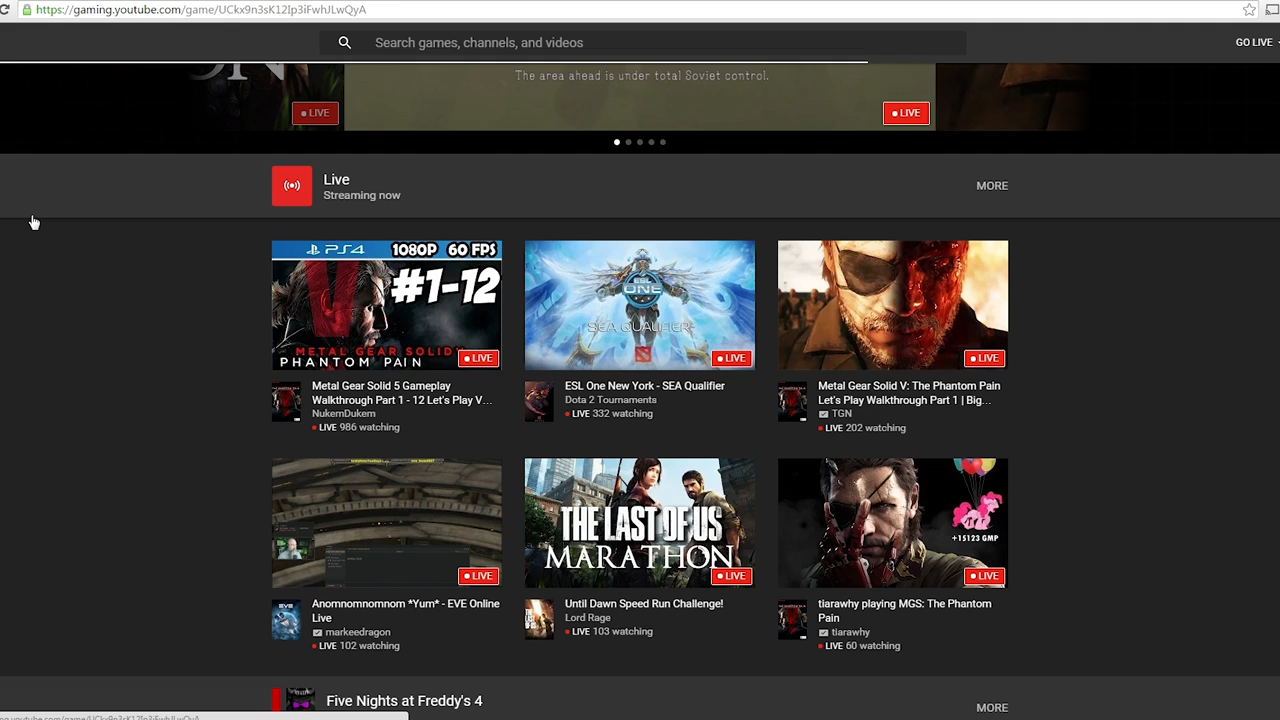 https://gaming.youtube.com/game/UCkx9n3sK12Ip3iFwhJLwQyA
Search games, channels, and videos
GO LIVE
The area ahead is under total Soviet control.
LIVE
LIVE
Live
Streaming now
MORE
PS4 1080P 60 FPS
#1-12
METAL GEAR SOLID
PHANTOM PAIN
LIVE
Metal Gear Solid 5 Gameplay
Walkthrough Part 1 - 12 Let's Play V...
NukemDukem
LIVE 986 watching
ESL
ONE
SEA QUALIFIER
LIVE
ESL One New York - SEA Qualifier
Dota 2 Tournaments
LIVE 332 watching
LIVE
Metal Gear Solid V: The Phantom Pain
Let's Play Walkthrough Part 1 | Big...
TGN
LIVE 202 watching
LIVE
EVE
Anomnomnomnom *Yum* - EVE Online
Live
markeedragon
LIVE 102 watching
THE LAST OF US
MARATHON
LIVE
Until Dawn Speed Run Challenge!
Lord Rage
LIVE 103 watching
+15123 GMP
LIVE
tiarawhy playing MGS: The Phantom
Pain
tiarawhy
LIVE 60 watching
Five Nights at Freddy's 4
MORE